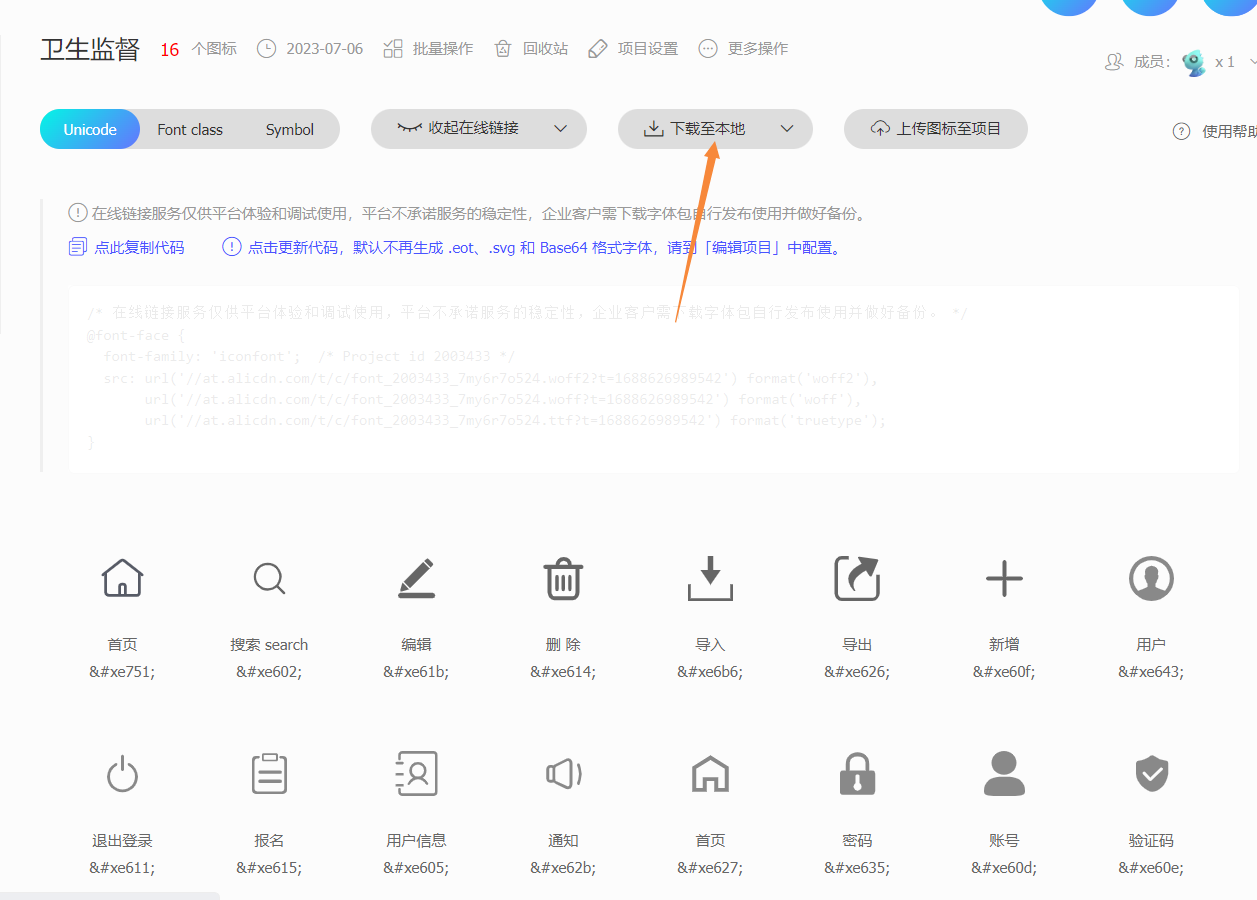 卫生监督 16 个图标 2023-07-06 批量操作 回收站 项目设置 更多操作
成员： x 1
Unicode Font class Symbol 收起在线链接 下载至本地 上传图标至项目 使用帮助
在线链接服务仅供平台体验和调试使用，平台不承诺服务的稳定性，企业客户需下载字体包自行发布使用并做好备份。
点此复制代码 点击更新代码，默认不再生成 .eot、.svg 和 Base64 格式字体，请到「编辑项目」中配置。
/* 在线链接服务仅供平台体验和调试使用，平台不承诺服务的稳定性，企业客户需下载字体包自行发布使用并做好备份。 */
@font-face {
font-family: 'iconfont'; /* Project id 2003433 */
src: url('//at.alicdn.com/t/c/font_2003433_7my6r7o524.woff2?t=1688626989542') format('woff2'),
url('//at.alicdn.com/t/c/font_2003433_7my6r7o524.woff?t=1688626989542') format('woff'),
url('//at.alicdn.com/t/c/font_2003433_7my6r7o524.ttf?t=1688626989542') format('truetype');
}
首页 搜索 search 编辑 删 除 导入 导出 新增 用户
&#xe751; &#xe602; &#xe61b; &#xe614; &#xe6b6; &#xe626; &#xe60f; &#xe643;
退出登录 报名 用户信息 通知 首页 密码 账号 验证码
&#xe611; &#xe615; &#xe605; &#xe62b; &#xe627; &#xe635; &#xe60d; &#xe60e;